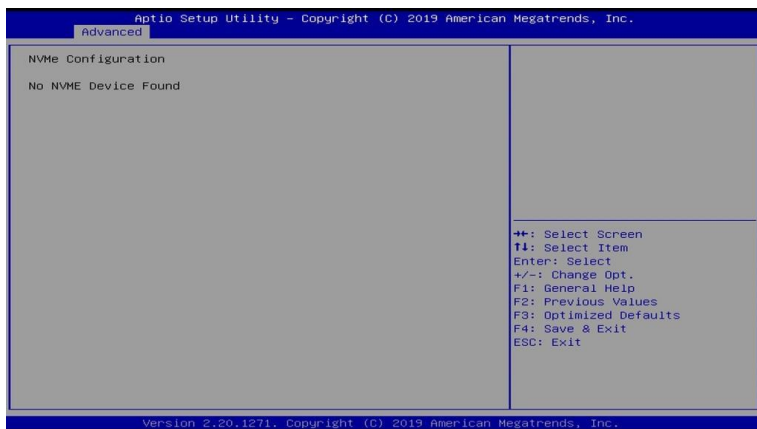 Aptio Setup Utility – Copyright (C) 2019 American Megatrends, Inc.
Advanced
NVMe Configuration
No NVME Device Found
→←: Select Screen
↑↓: Select Item
Enter: Select
+/-: Change Opt.
F1: General Help
F2: Previous Values
F3: Optimized Defaults
F4: Save & Exit
ESC: Exit
Version 2.20.1271. Copyright (C) 2019 American Megatrends, Inc.